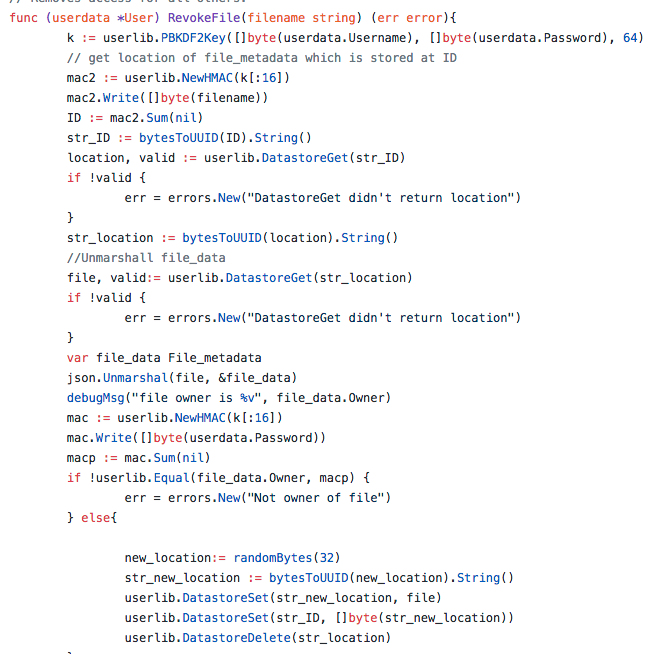 // Removes access for all others.
func (userdata *User) RevokeFile(filename string) (err error){
k := userlib.PBKDF2Key([]byte(userdata.Username), []byte(userdata.Password), 64)
// get location of file_metadata which is stored at ID
mac2 := userlib.NewHMAC(k[:16])
mac2.Write([]byte(filename))
ID := mac2.Sum(nil)
str_ID := bytesToUUID(ID).String()
location, valid := userlib.DatastoreGet(str_ID)
if !valid {
err = errors.New("DatastoreGet didn't return location")
}
str_location := bytesToUUID(location).String()
//Unmarshall file_data
file, valid:= userlib.DatastoreGet(str_location)
if !valid {
err = errors.New("DatastoreGet didn't return location")
}
var file_data File_metadata
json.Unmarshal(file, &file_data)
debugMsg("file owner is %v", file_data.Owner)
mac := userlib.NewHMAC(k[:16])
mac.Write([]byte(userdata.Password))
macp := mac.Sum(nil)
if !userlib.Equal(file_data.Owner, macp) {
err = errors.New("Not owner of file")
} else{
new_location:= randomBytes(32)
str_new_location := bytesToUUID(new_location).String()
userlib.DatastoreSet(str_new_location, file)
userlib.DatastoreSet(str_ID, []byte(str_new_location))
userlib.DatastoreDelete(str_location)